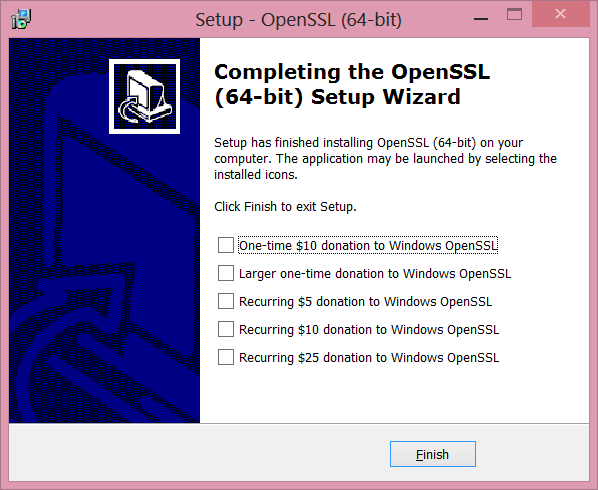 Setup - OpenSSL (64-bit)
Completing the OpenSSL
(64-bit) Setup Wizard
Setup has finished installing OpenSSL (64-bit) on your
computer. The application may be launched by selecting the
installed icons.
Click Finish to exit Setup.
One-time $10 donation to Windows OpenSSL
Larger one-time donation to Windows OpenSSL
Recurring $5 donation to Windows OpenSSL
Recurring $10 donation to Windows OpenSSL
Recurring $25 donation to Windows OpenSSL
Finish